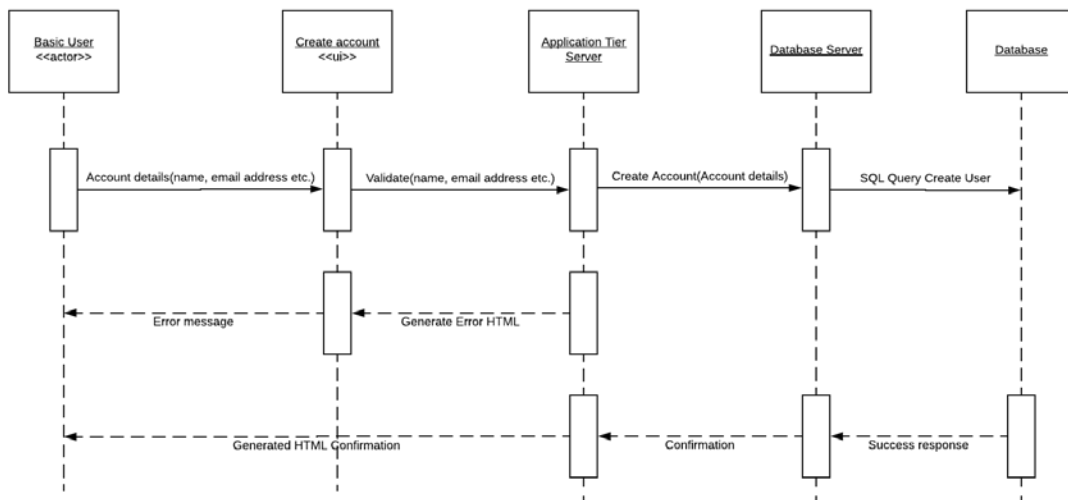 Basic User
<<actor>>
Create account
<<ui>>
Application Tier
Server
Database Server
Database
Account details(name, email address etc.)
Validate(name, email address etc.)
Create Account(Account details)
SQL Query Create User
Error message
Generate Error HTML
Generated HTML Confirmation
Confirmation
Success response